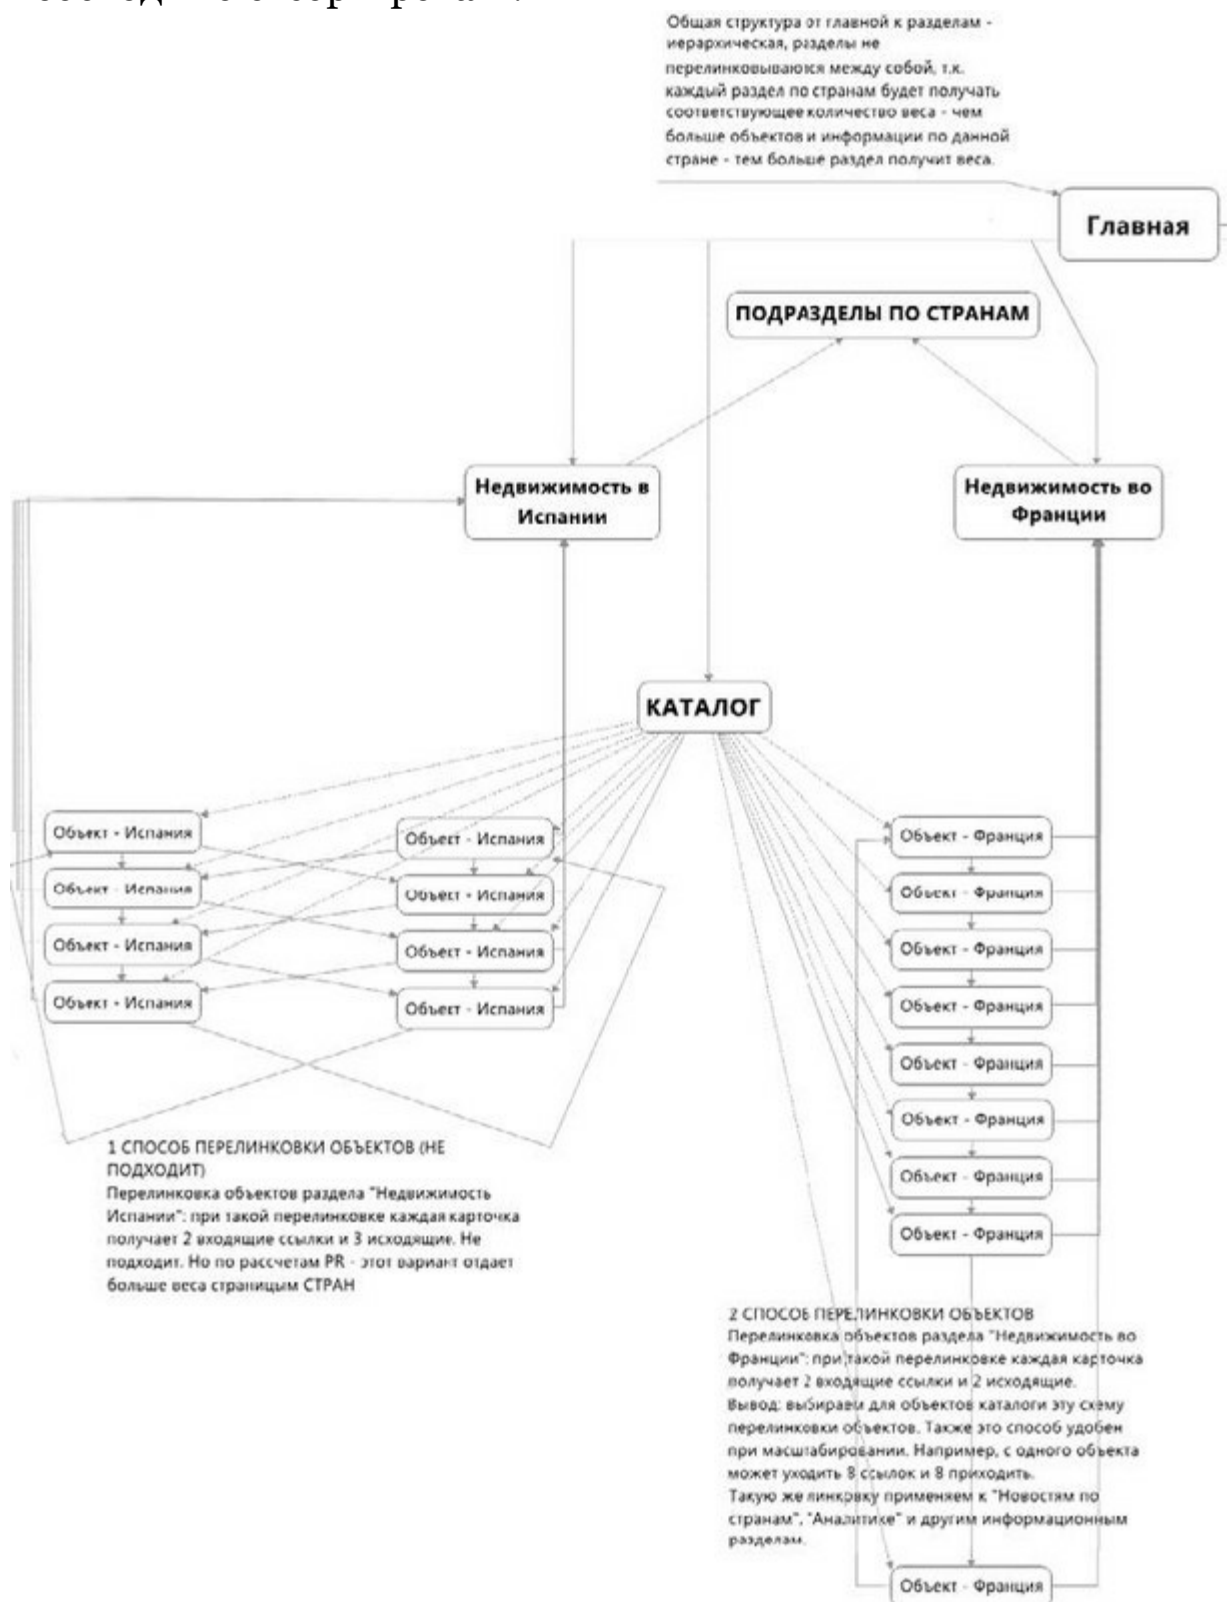 Общая структура от главной к разделам -
иерархическая, разделы не
перелинковываются между собой, т.к.
каждый раздел по странам будет получать
соответствующее количество веса - чем
больше объектов и информации по данной
стране - тем больше раздел получит веса.
Главная
ПОДРАЗДЕЛЫ ПО СТРАНАМ
Недвижимость в
Испании
Недвижимость во
Франции
КАТАЛОГ
Объект - Испания
Объект - Испания
Объект - Испания
Объект - Испания
Объект - Испания
Объект - Испания
Объект - Испания
Объект - Испания
Объект - Франция
Объект - Франция
Объект - Франция
Объект - Франция
Объект - Франция
Объект - Франция
Объект - Франция
Объект - Франция
1 СПОСОБ ПЕРЕЛИНКОВКИ ОБЪЕКТОВ (НЕ
ПОДХОДИТ)
Перелинковка объектов раздела "Недвижимость
Испании": при такой перелинковке каждая карточка
получает 2 входящие ссылки и 3 исходящие. Не
подходит. Но по рассчетам PR - этот вариант отдает
больше веса страницым СТРАН
2 СПОСОБ ПЕРЕЛИНКОВКИ ОБЪЕКТОВ
Перелинковка объектов раздела "Недвижимость во
Франции": при такой перелинковке каждая карточка
получает 2 входящие ссылки и 2 исходящие.
Вывод: выбираем для объектов каталоги эту схему
перелинковки объектов. Также это способ удобен
при масштабировании. Например, с одного объекта
может уходить 8 ссылок и 8 приходить.
Такую же линковку применяем к "Новостям по
странам", "Аналитике" и другим информационным
разделам.
Объект - Франция